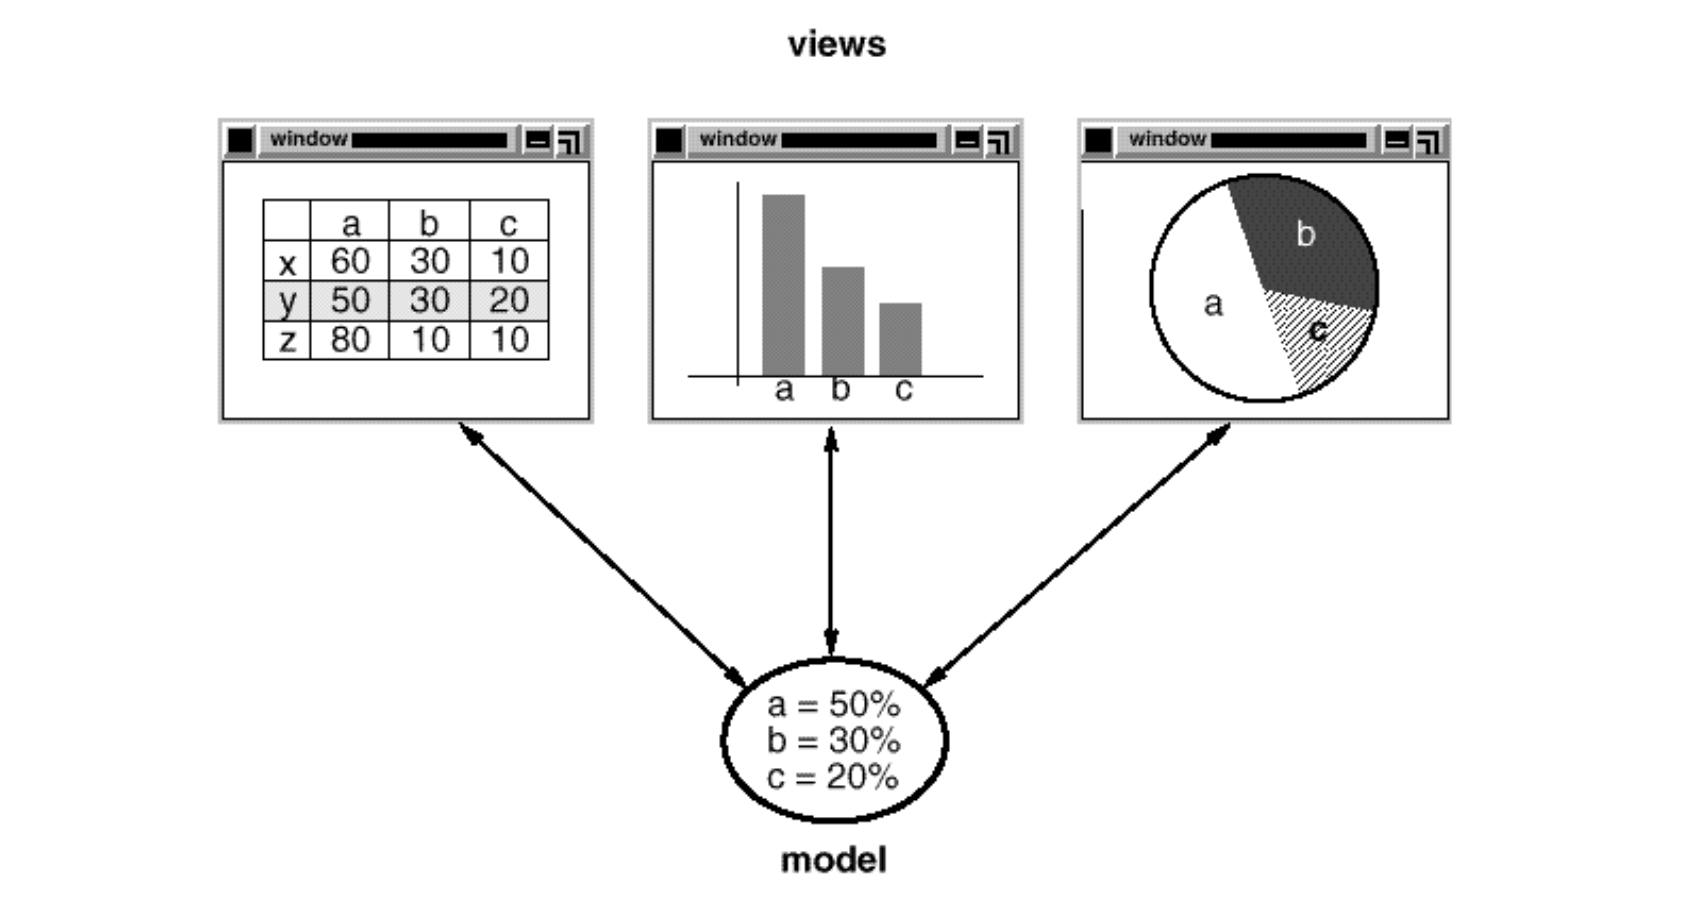 views
window
a b c
x 60 30 10
y 50 30 20
z 80 10 10
window
a b c
window
b
a
c
a = 50%
b = 30%
c = 20%
model